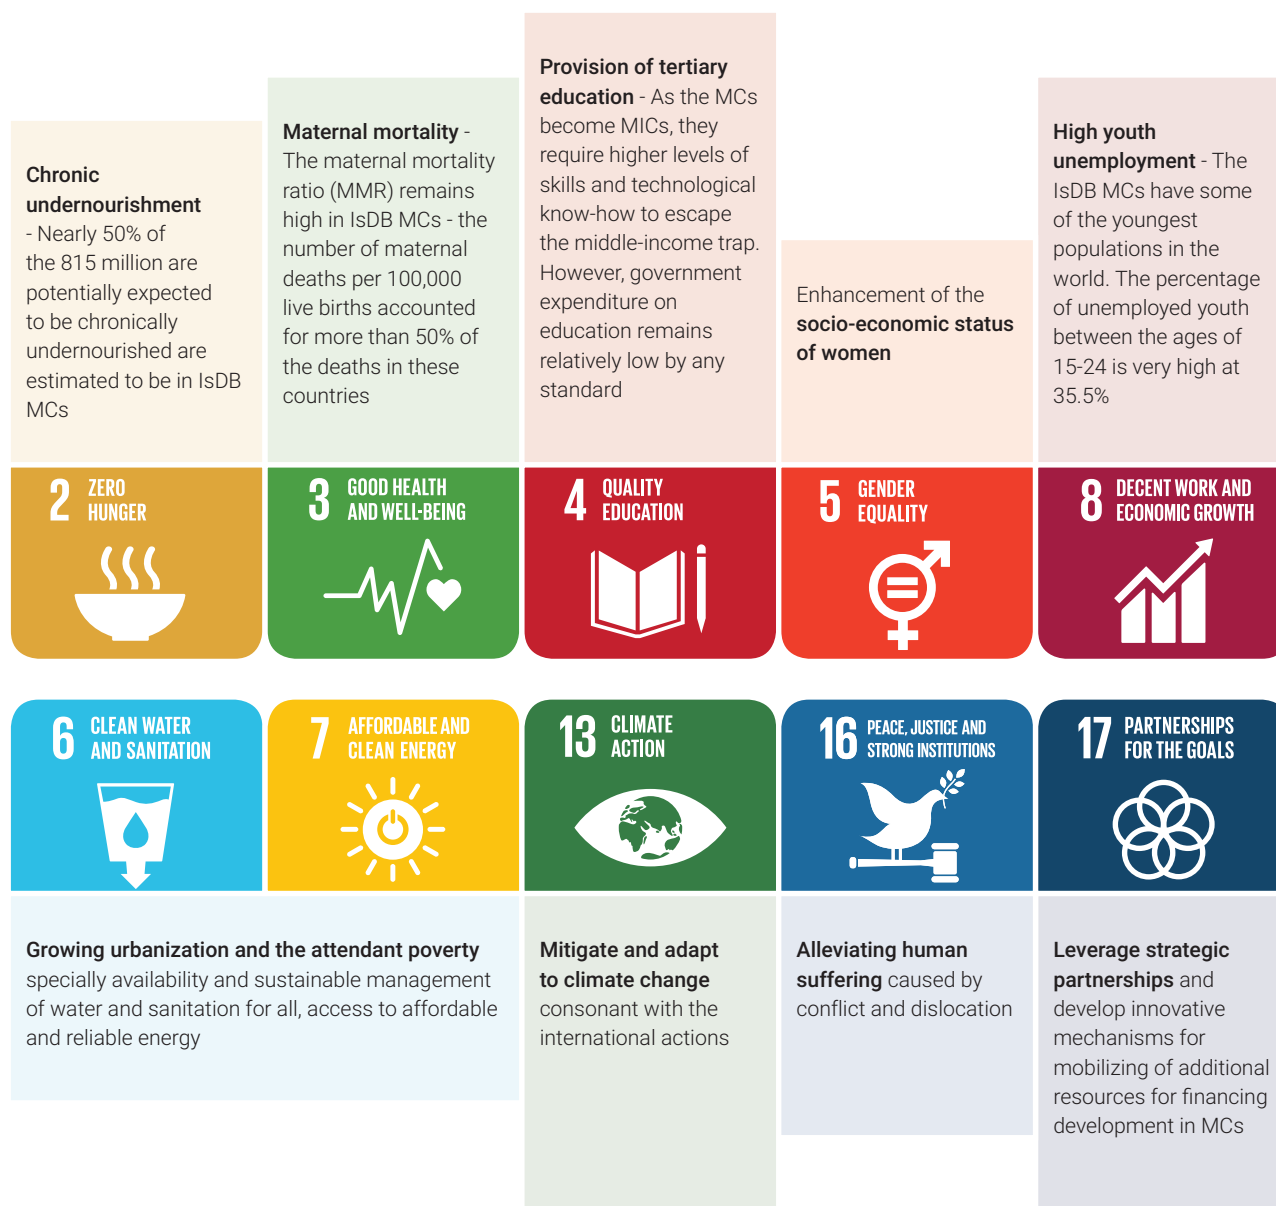 Chronic
undernourishment
- Nearly 50% of
the 815 million are
potentially expected
to be chronically
undernourished are
estimated to be in IsDB
MCs
Maternal mortality -
The maternal mortality
ratio (MMR) remains
high in IsDB MCs - the
number of maternal
deaths per 100,000
live births accounted
for more than 50% of
the deaths in these
countries
Provision of tertiary
education - As the MCs
become MICs, they
require higher levels of
skills and technological
know-how to escape
the middle-income trap.
However, government
expenditure on
education remains
relatively low by any
standard
Enhancement of the
socio-economic status
of women
High youth
unemployment - The
IsDB MCs have some
of the youngest
populations in the
world. The percentage
of unemployed youth
between the ages of
15-24 is very high at
35.5%
2 ZERO
HUNGER
3 GOOD HEALTH
AND WELL-BEING
4 QUALITY
EDUCATION
5 GENDER
EQUALITY
8 DECENT WORK AND
ECONOMIC GROWTH
6 CLEAN WATER
AND SANITATION
7 AFFORDABLE AND
CLEAN ENERGY
13 CLIMATE
ACTION
16 PEACE, JUSTICE AND
STRONG INSTITUTIONS
17 PARTNERSHIPS
FOR THE GOALS
Growing urbanization and the attendant poverty
specially availability and sustainable management
of water and sanitation for all, access to affordable
and reliable energy
Mitigate and adapt
to climate change
consonant with the
international actions
Alleviating human
suffering caused by
conflict and dislocation
Leverage strategic
partnerships and
develop innovative
mechanisms for
mobilizing of additional
resources for financing
development in MCs